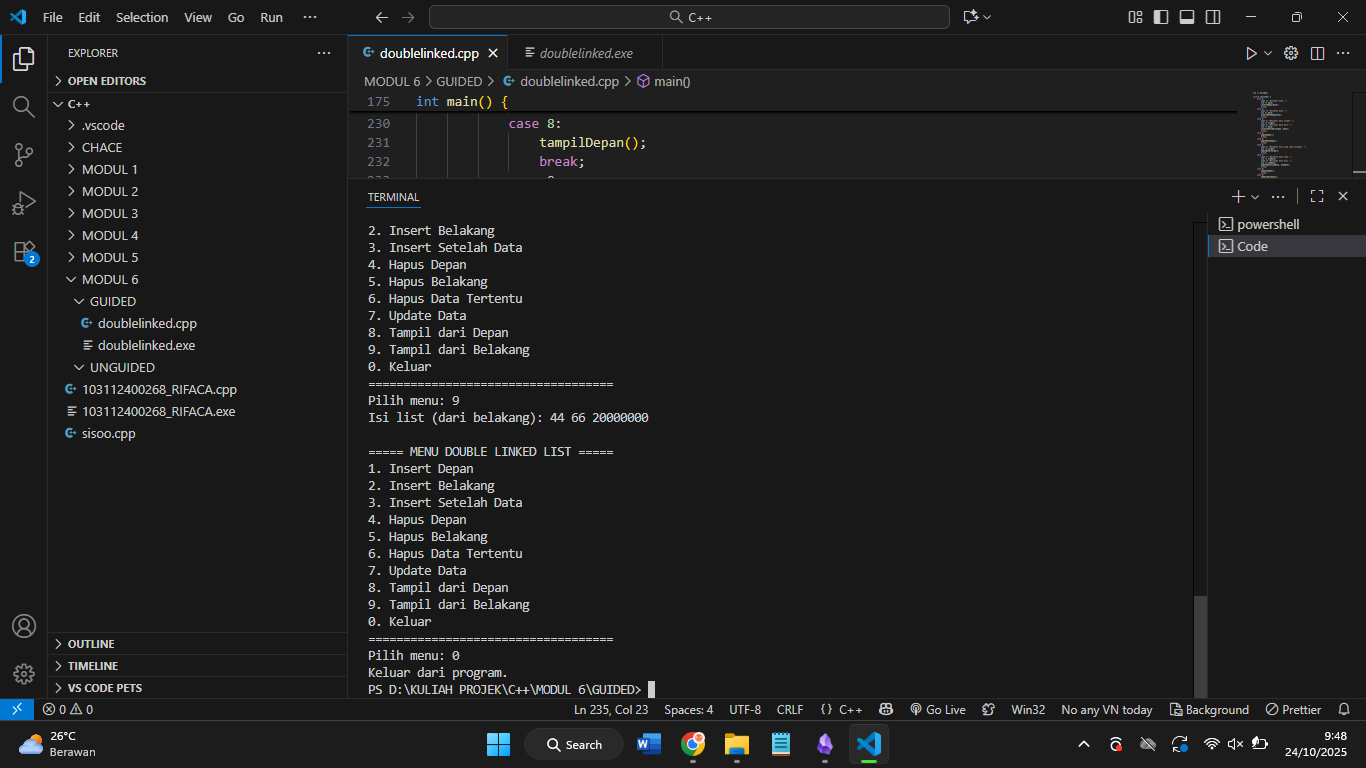 File Edit Selection View Go Run ··· C++
EXPLORER ···
OPEN EDITORS
C++
.vscode
CHACE
MODUL 1
MODUL 2
MODUL 3
MODUL 4
MODUL 5
MODUL 6
GUIDED
doublelinked.cpp
doublelinked.exe
UNGUIDED
103112400268_RIFACA.cpp
103112400268_RIFACA.exe
sisoo.cpp
OUTLINE
TIMELINE
VS CODE PETS
2
doublelinked.cpp doublelinked.exe
MODUL 6 > GUIDED > doublelinked.cpp > main()
175 int main() {
230 case 8:
231 tampilDepan();
232 break;
TERMINAL
2. Insert Belakang
3. Insert Setelah Data
4. Hapus Depan
5. Hapus Belakang
6. Hapus Data Tertentu
7. Update Data
8. Tampil dari Depan
9. Tampil dari Belakang
0. Keluar
===================================
Pilih menu: 9
Isi list (dari belakang): 44 66 20000000
===== MENU DOUBLE LINKED LIST =====
1. Insert Depan
2. Insert Belakang
3. Insert Setelah Data
4. Hapus Depan
5. Hapus Belakang
6. Hapus Data Tertentu
7. Update Data
8. Tampil dari Depan
9. Tampil dari Belakang
0. Keluar
===================================
Pilih menu: 0
Keluar dari program.
PS D:\KULIAH PROJEK\C++\MODUL 6\GUIDED>
powershell
Code
0 0 Ln 235, Col 23 Spaces: 4 UTF-8 CRLF {} C++ Go Live Win32 No any VN today Background Prettier
26°C
Berawan
Search
9:48
24/10/2025